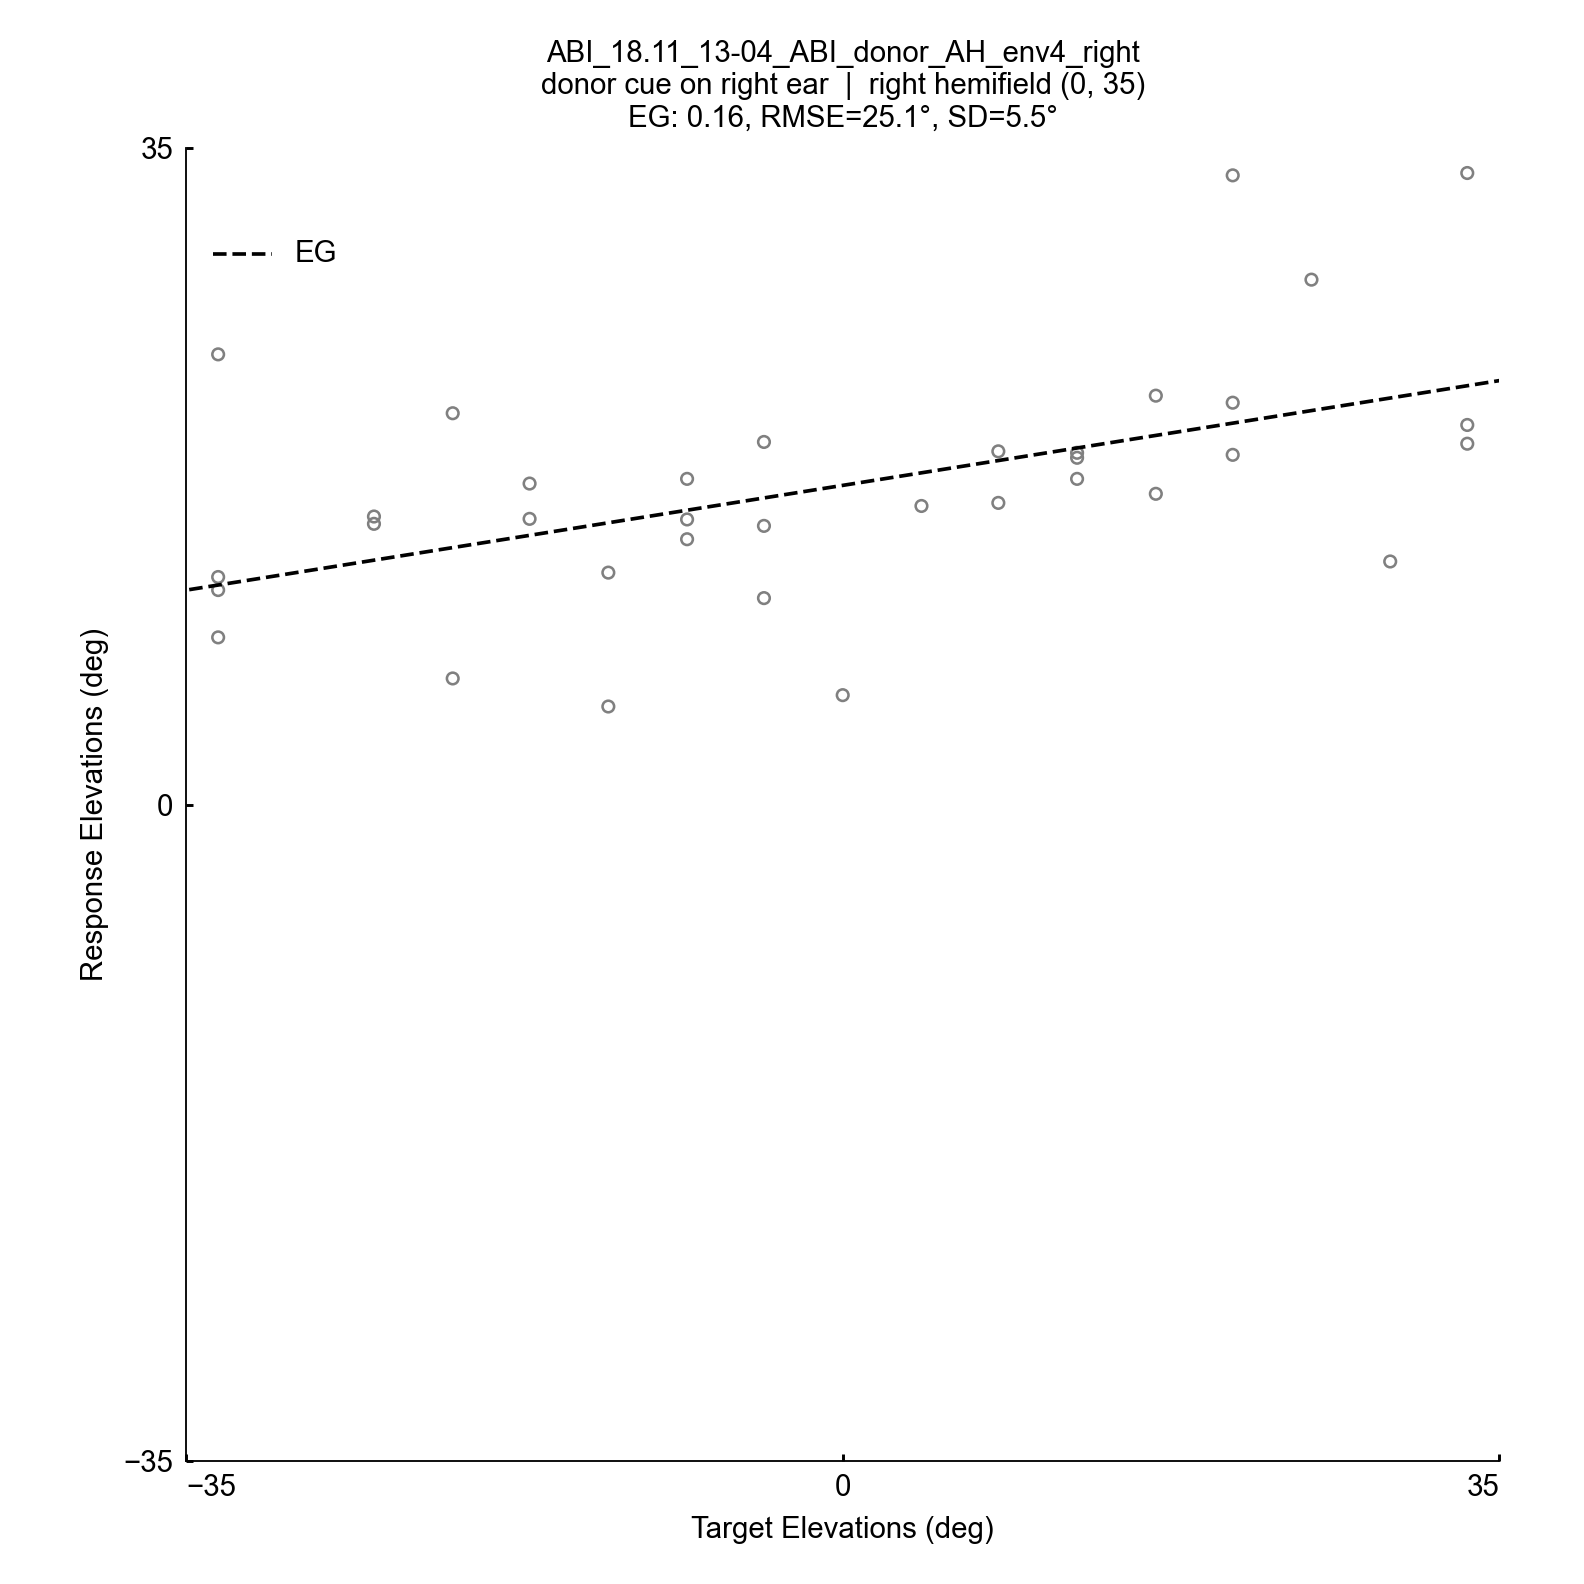 ABI_18.11_13-04_ABI_donor_AH_env4_right
donor cue on right ear | right hemifield (0, 35)
EG: 0.16, RMSE=25.1°, SD=5.5°
35
EG
Response Elevations (deg)
0
−35
−35
0
35
Target Elevations (deg)